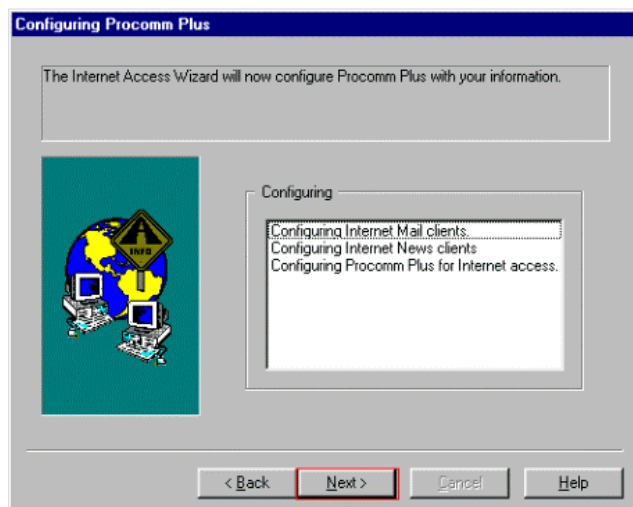 Configuring Procomm Plus
The Internet Access Wizard will now configure Procomm Plus with your information.
INFO
Configuring
Configuring Internet Mail clients.
Configuring Internet News clients
Configuring Procomm Plus for Internet access.
< Back
Next >
Cancel
Help